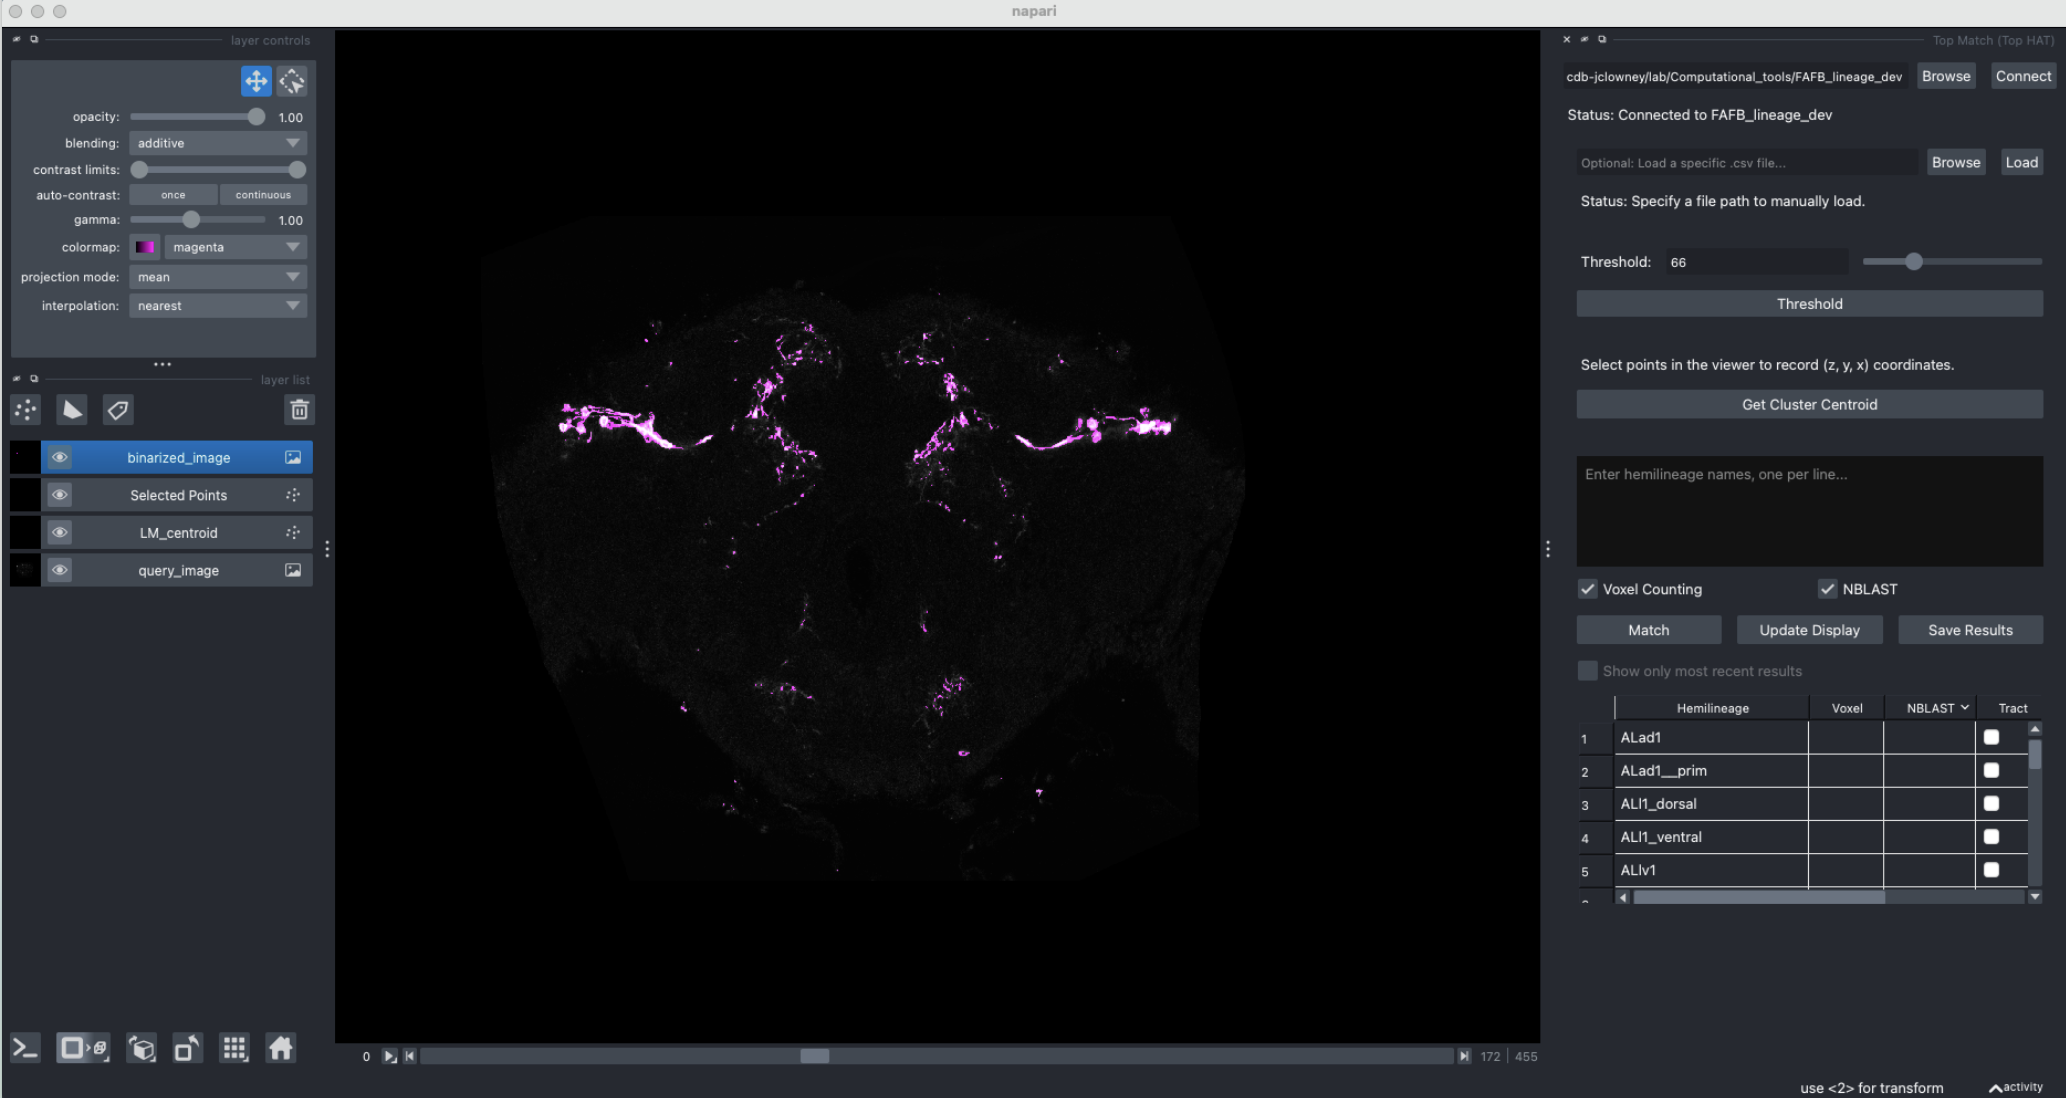 napari
layer controls
opacity: 1.00
blending: additive
contrast limits:
auto-contrast: once continuous
gamma: 1.00
colormap: magenta
projection mode: mean
interpolation: nearest
layer list
binarized_image
Selected Points
LM_centroid
query_image
0 172 | 455
Top Match (Top HAT)
cdb-jclowney/lab/Computational_tools/FAFB_lineage_dev Browse Connect
Status: Connected to FAFB_lineage_dev
Optional: Load a specific .csv file... Browse Load
Status: Specify a file path to manually load.
Threshold: 66
Threshold
Select points in the viewer to record (z, y, x) coordinates.
Get Cluster Centroid
Enter hemilineage names, one per line...
Voxel Counting NBLAST
Match Update Display Save Results
Show only most recent results
Hemilineage Voxel NBLAST Tract
1 ALad1
2 ALad1__prim
3 ALl1_dorsal
4 ALl1_ventral
5 ALlv1
use <2> for transform activity